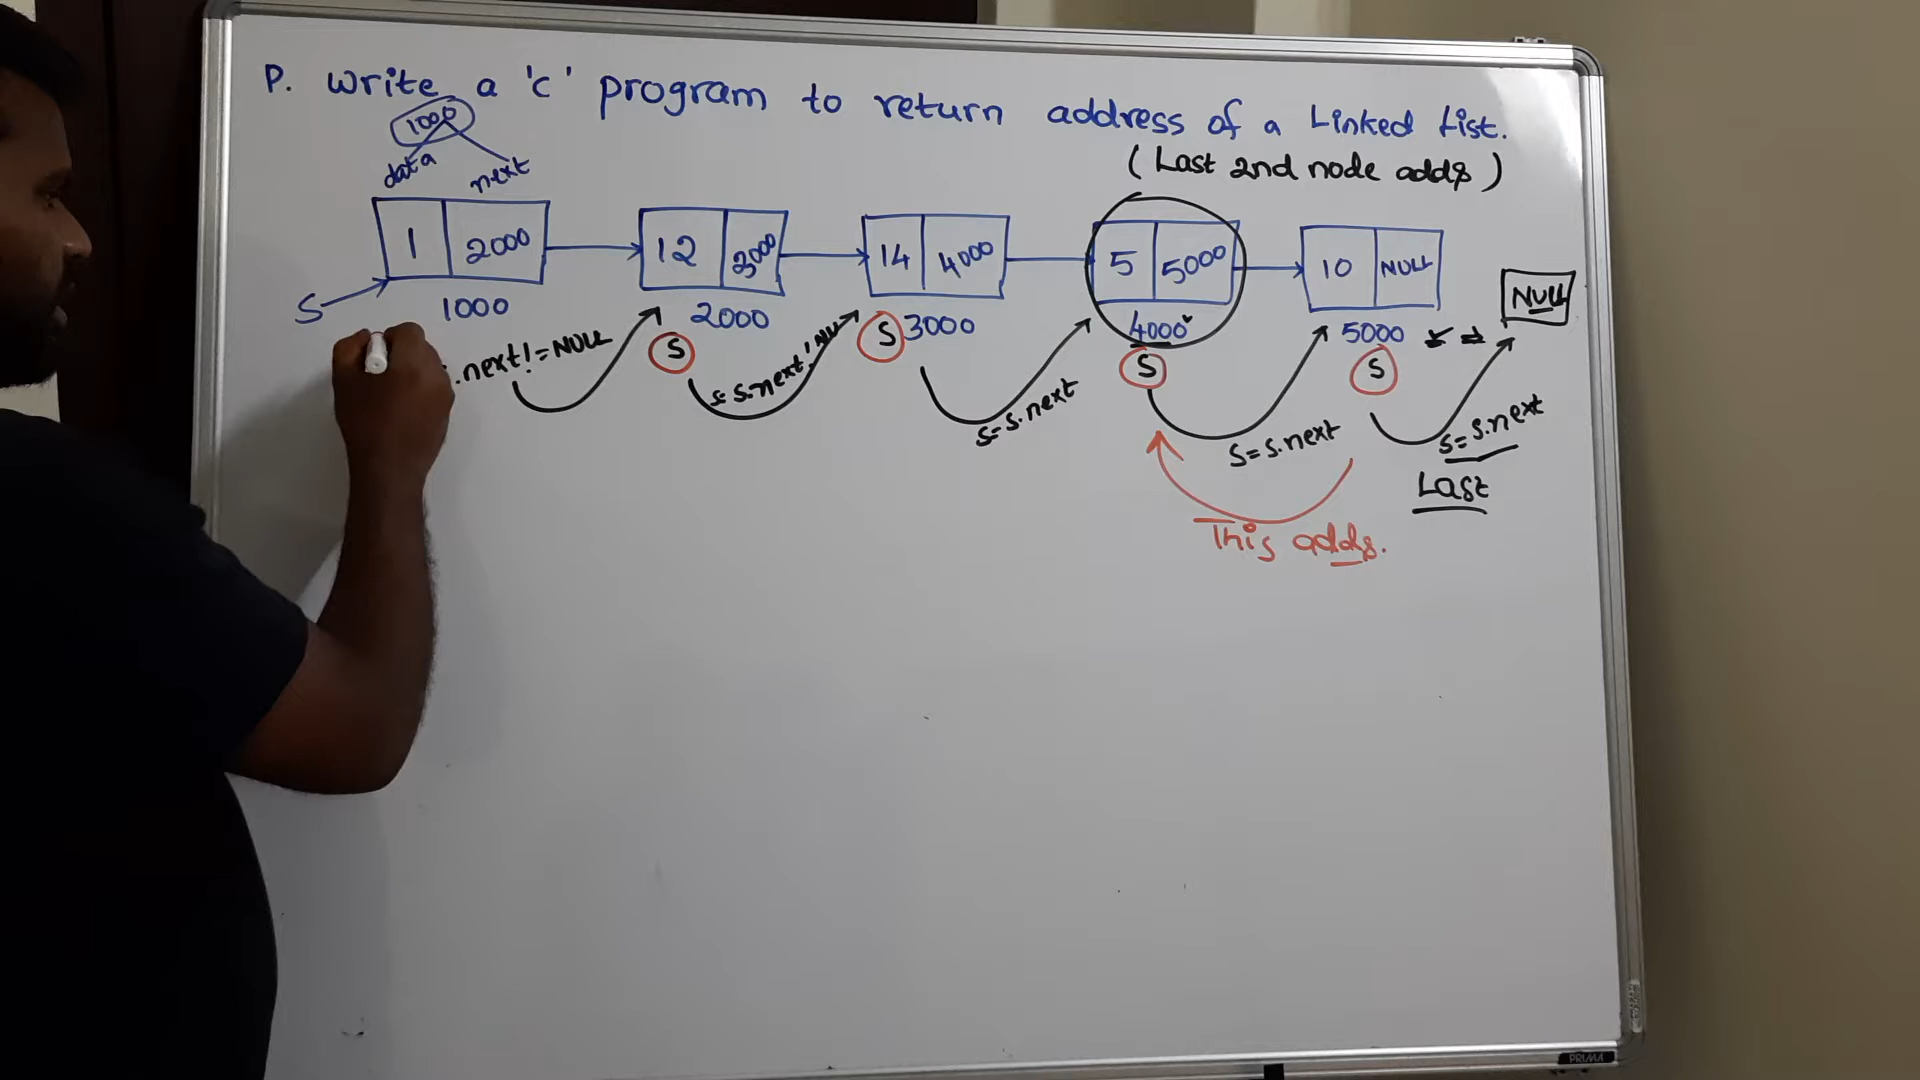 P. Write a 'c' program to return address of a Linked List.
1000
data next
(Last 2nd node adds)
1 2000
12 3000
14 4000
5 5000
10 NULL
NULL
S
1000
2000
3000
4000
5000
S
S
S
S
.next!=NULL
s=s.next!NULL
s=s.next
s=s.next
s=s.next
Last
This adds.
PRIMA